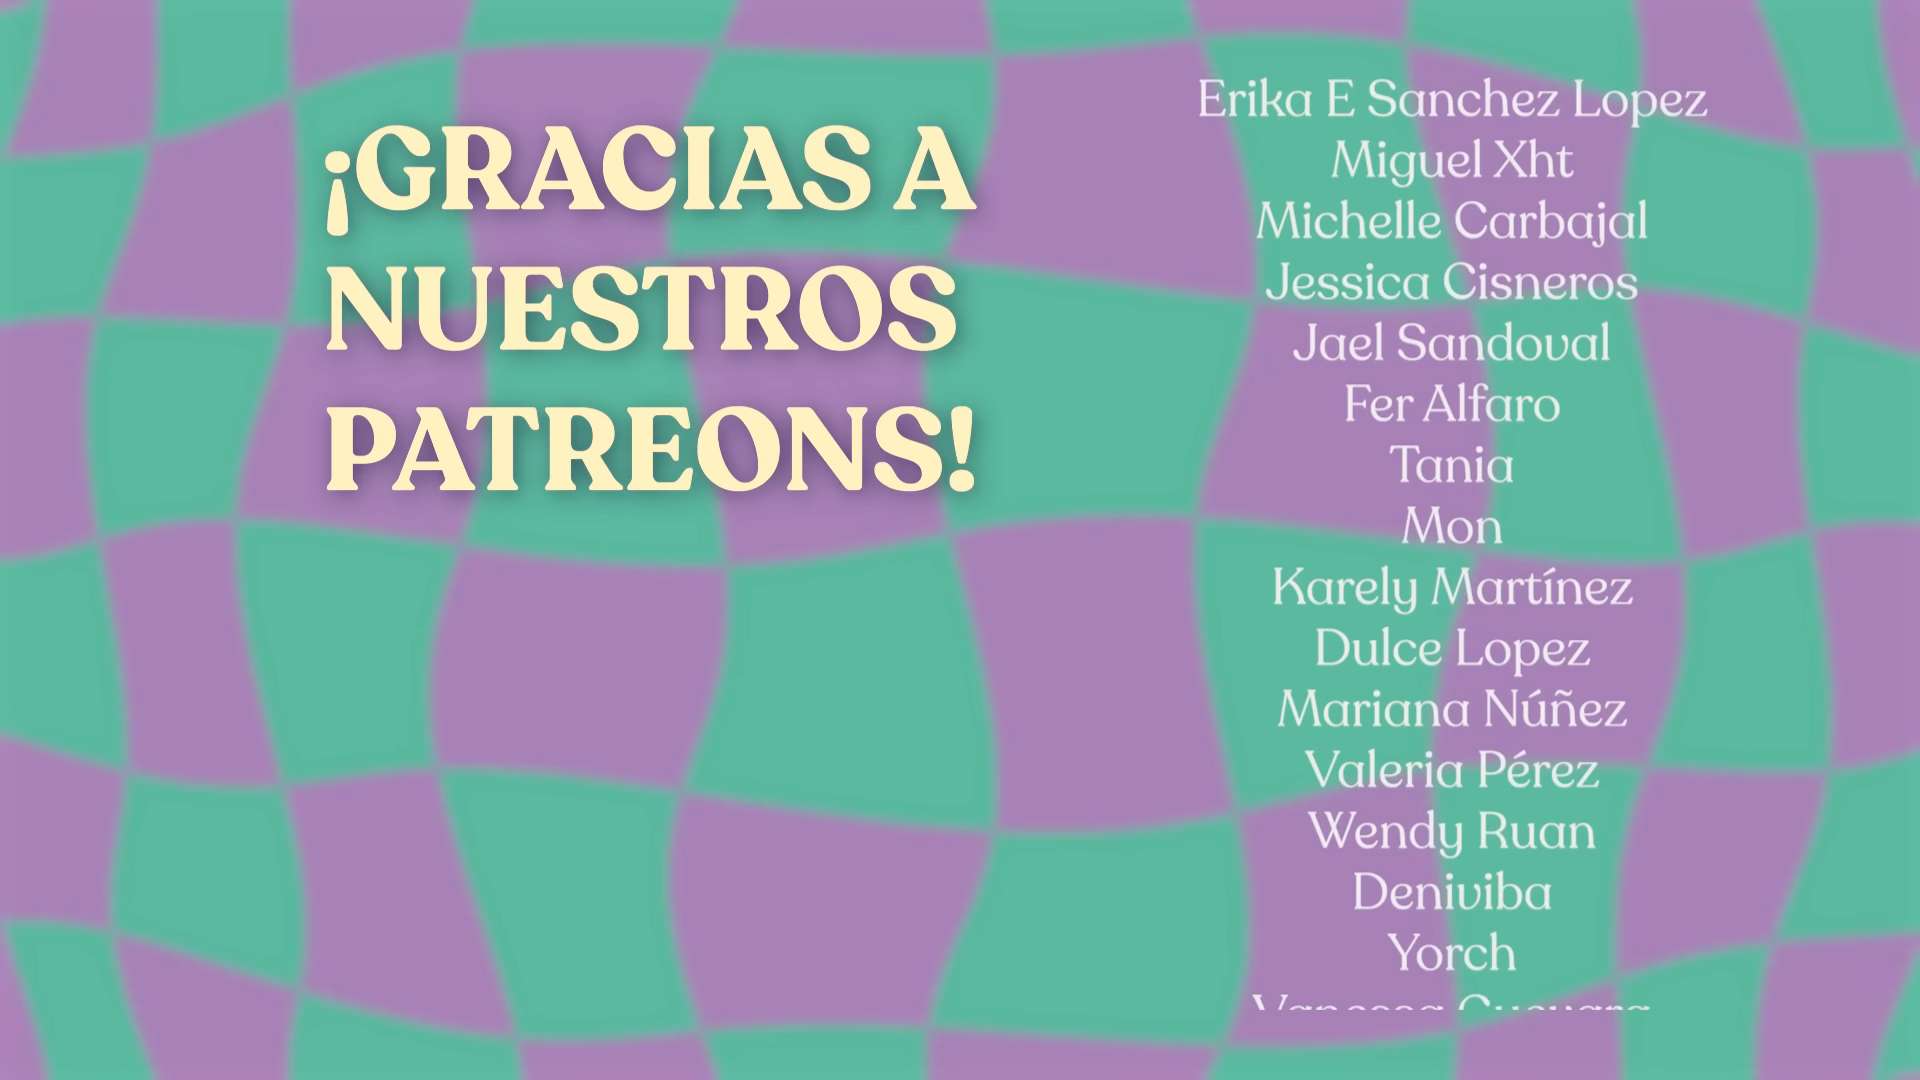 ¡GRACIAS A
NUESTROS
PATREONS!
Erika E Sanchez Lopez
Miguel Xht
Michelle Carbajal
Jessica Cisneros
Jael Sandoval
Fer Alfaro
Tania
Mon
Karely Martínez
Dulce Lopez
Mariana Núñez
Valeria Pérez
Wendy Ruan
Deniviba
Yorch